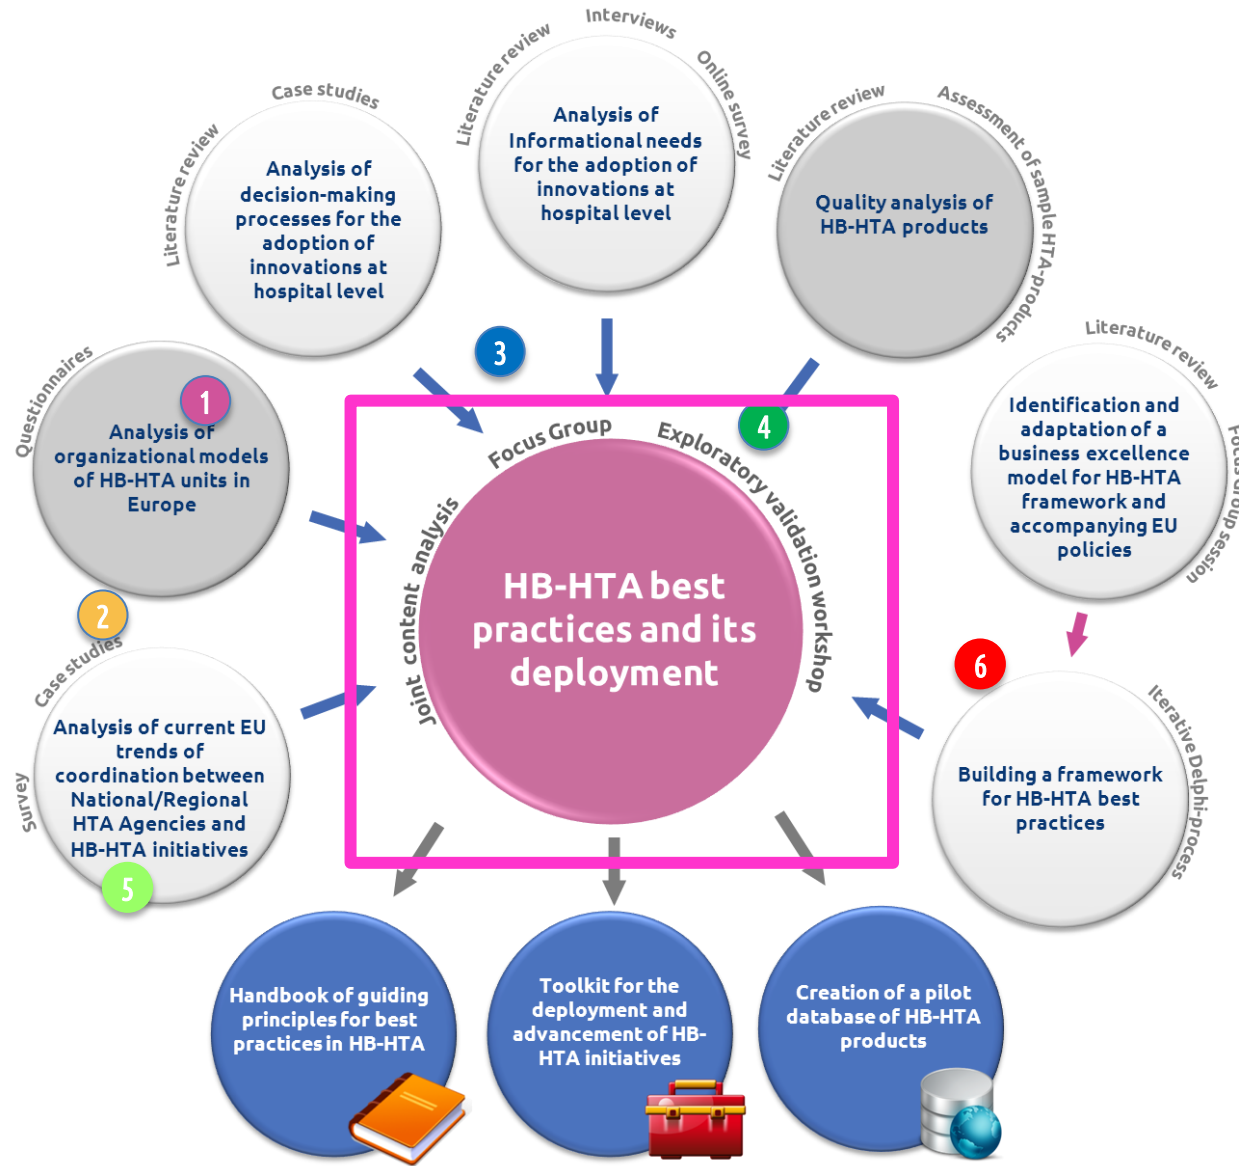 Literature review
Case studies
Analysis of
decision-making
processes for the
adoption of
innovations at
hospital level
Literature review
Interviews
Online survey
Analysis of
Informational needs
for the adoption of
innovations at
hospital level
Literature review
Assessment of sample HTA-products
Quality analysis of
HB-HTA products
Literature review
Focus Group session
Identification and
adaptation of a
business excellence
model for HB-HTA
framework and
accompanying EU
policies
Questionnaires
1
Analysis of
organizational models
of HB-HTA units in
Europe
2
3
4
Joint content analysis
Focus Group
Exploratory validation workshop
HB-HTA best
practices and its
deployment
Survey
Case studies
Analysis of current EU
trends of
coordination between
National/Regional
HTA Agencies and
HB-HTA initiatives
5
6
Iterative Delphi-process
Building a framework
for HB-HTA best
practices
Handbook of guiding
principles for best
practices in HB-HTA
Toolkit for the
deployment and
advancement of HB-
HTA initiatives
Creation of a pilot
database of HB-HTA
products